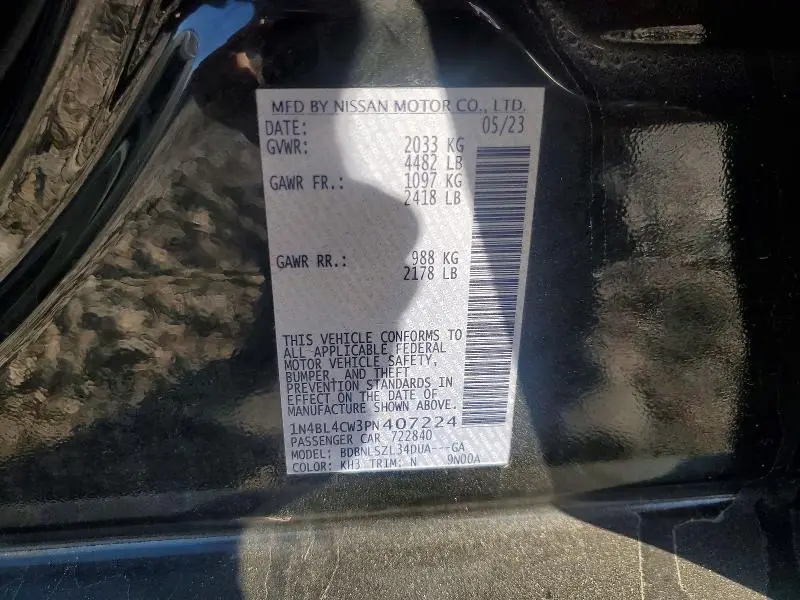 MFD BY NISSAN MOTOR CO., LTD.
DATE: 05/23
GVWR: 2033 KG
4482 LB
GAWR FR.: 1097 KG
2418 LB
GAWR RR.: 988 KG
2178 LB
THIS VEHICLE CONFORMS TO
ALL APPLICABLE FEDERAL
MOTOR VEHICLE SAFETY,
BUMPER, AND THEFT
PREVENTION STANDARDS IN
EFFECT ON THE DATE OF
MANUFACTURE SHOWN ABOVE.
1N4BL4CW3PN407224
PASSENGER CAR 722840
MODEL: BDBNLSZL34DUA---GA
COLOR: KH3 TRIM: N 9N00A